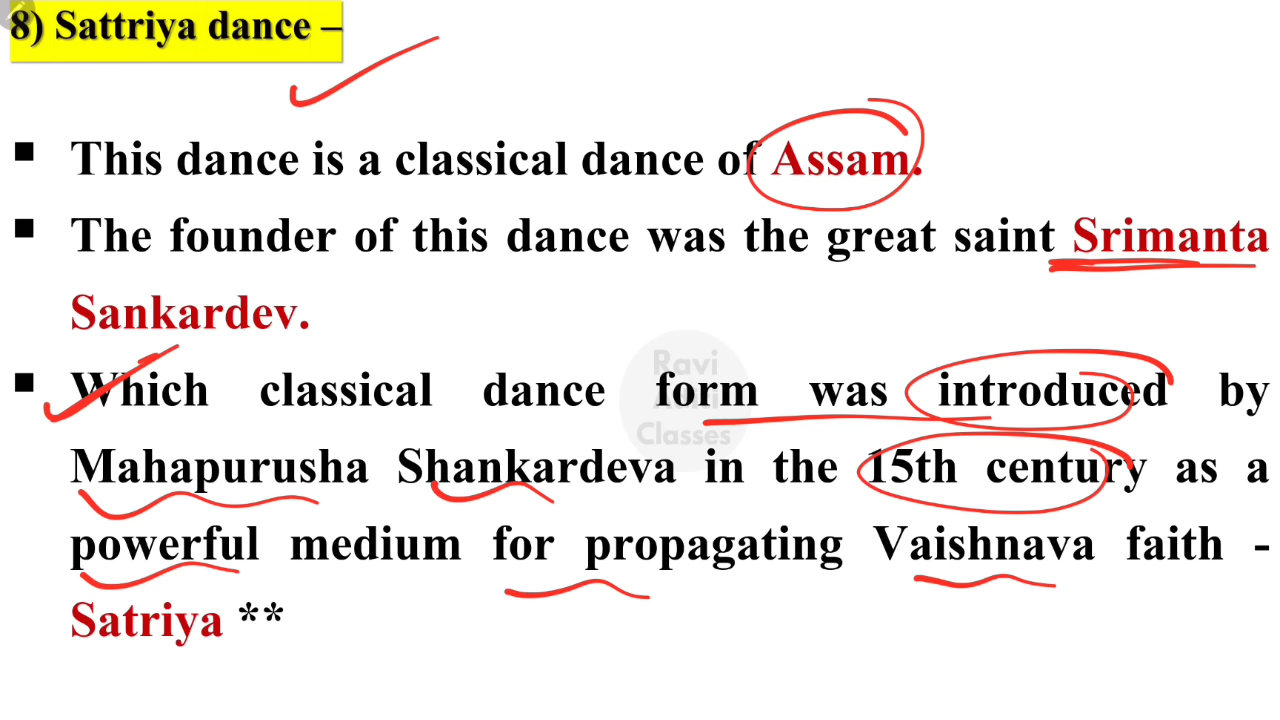 8) Sattriya dance –
▪ This dance is a classical dance of Assam.
▪ The founder of this dance was the great saint Srimanta
Sankardev.
▪ Which classical dance form was introduced by
Mahapurusha Shankardeva in the 15th century as a
powerful medium for propagating Vaishnava faith -
Satriya **
Ravi
Classes